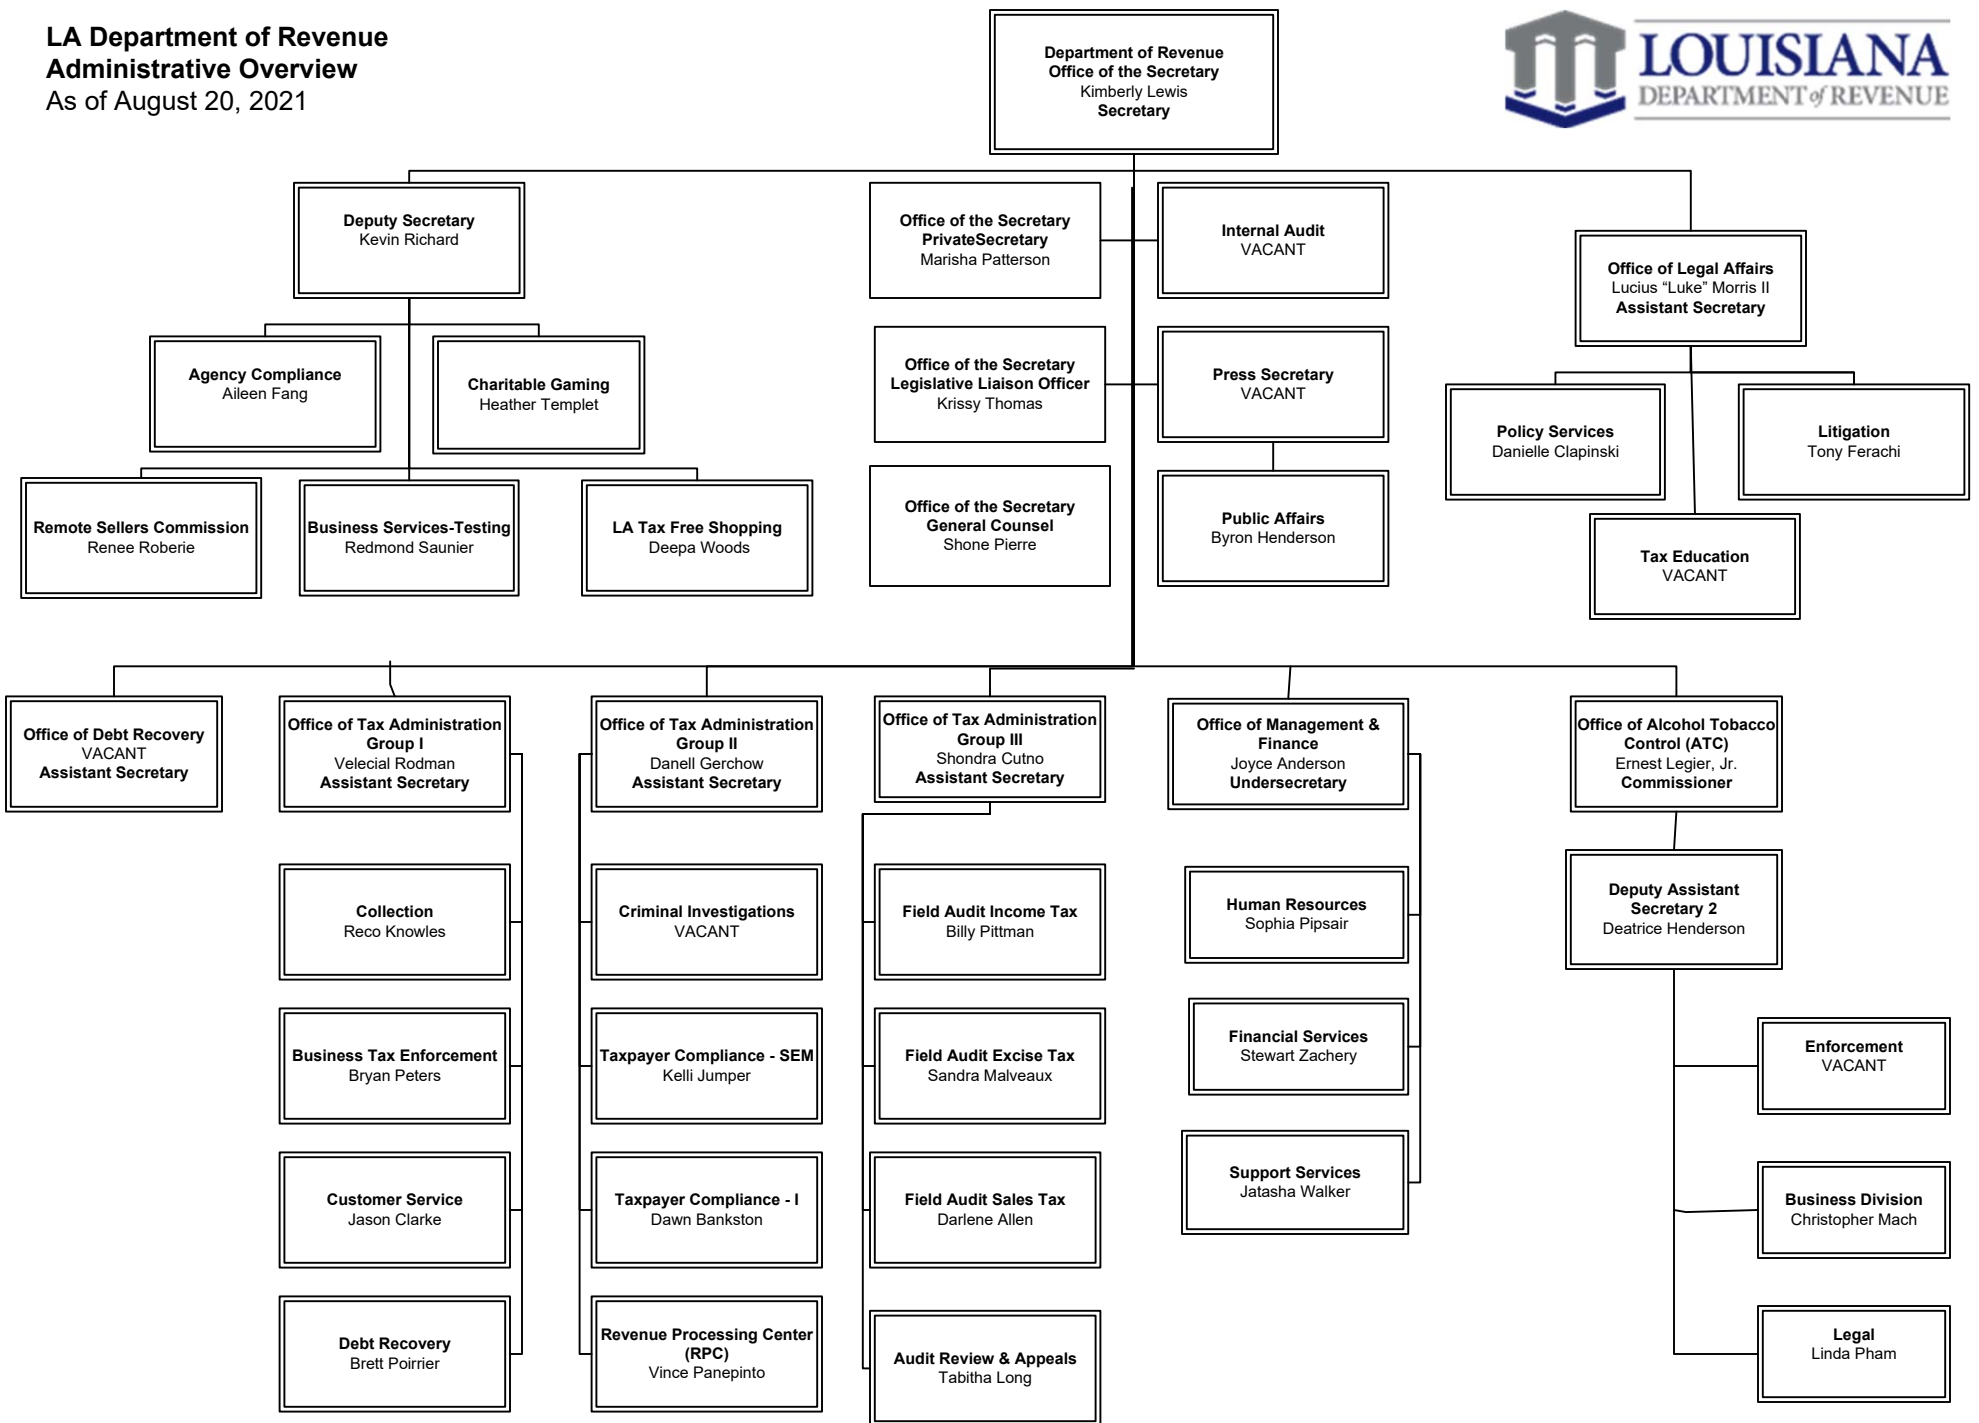 LA Department of Revenue
Administrative Overview
As of August 20, 2021
Department of Revenue
Office of the Secretary
Kimberly Lewis
Secretary
LOUISIANA
DEPARTMENT of REVENUE
Deputy Secretary
Kevin Richard
Office of the Secretary
PrivateSecretary
Marisha Patterson
Internal Audit
VACANT
Office of Legal Affairs
Lucius “Luke” Morris II
Assistant Secretary
Agency Compliance
Aileen Fang
Charitable Gaming
Heather Templet
Office of the Secretary
Legislative Liaison Officer
Krissy Thomas
Press Secretary
VACANT
Policy Services
Danielle Clapinski
Litigation
Tony Ferachi
Remote Sellers Commission
Renee Roberie
Business Services-Testing
Redmond Saunier
LA Tax Free Shopping
Deepa Woods
Office of the Secretary
General Counsel
Shone Pierre
Public Affairs
Byron Henderson
Tax Education
VACANT
Office of Debt Recovery
VACANT
Assistant Secretary
Office of Tax Administration
Group I
Velecial Rodman
Assistant Secretary
Office of Tax Administration
Group II
Danell Gerchow
Assistant Secretary
Office of Tax Administration
Group III
Shondra Cutno
Assistant Secretary
Office of Management &
Finance
Joyce Anderson
Undersecretary
Office of Alcohol Tobacco
Control (ATC)
Ernest Legier, Jr.
Commissioner
Collection
Reco Knowles
Criminal Investigations
VACANT
Field Audit Income Tax
Billy Pittman
Human Resources
Sophia Pipsair
Deputy Assistant
Secretary 2
Deatrice Henderson
Business Tax Enforcement
Bryan Peters
Taxpayer Compliance - SEM
Kelli Jumper
Field Audit Excise Tax
Sandra Malveaux
Financial Services
Stewart Zachery
Enforcement
VACANT
Customer Service
Jason Clarke
Taxpayer Compliance - I
Dawn Bankston
Field Audit Sales Tax
Darlene Allen
Support Services
Jatasha Walker
Business Division
Christopher Mach
Debt Recovery
Brett Poirrier
Revenue Processing Center
(RPC)
Vince Panepinto
Audit Review & Appeals
Tabitha Long
Legal
Linda Pham